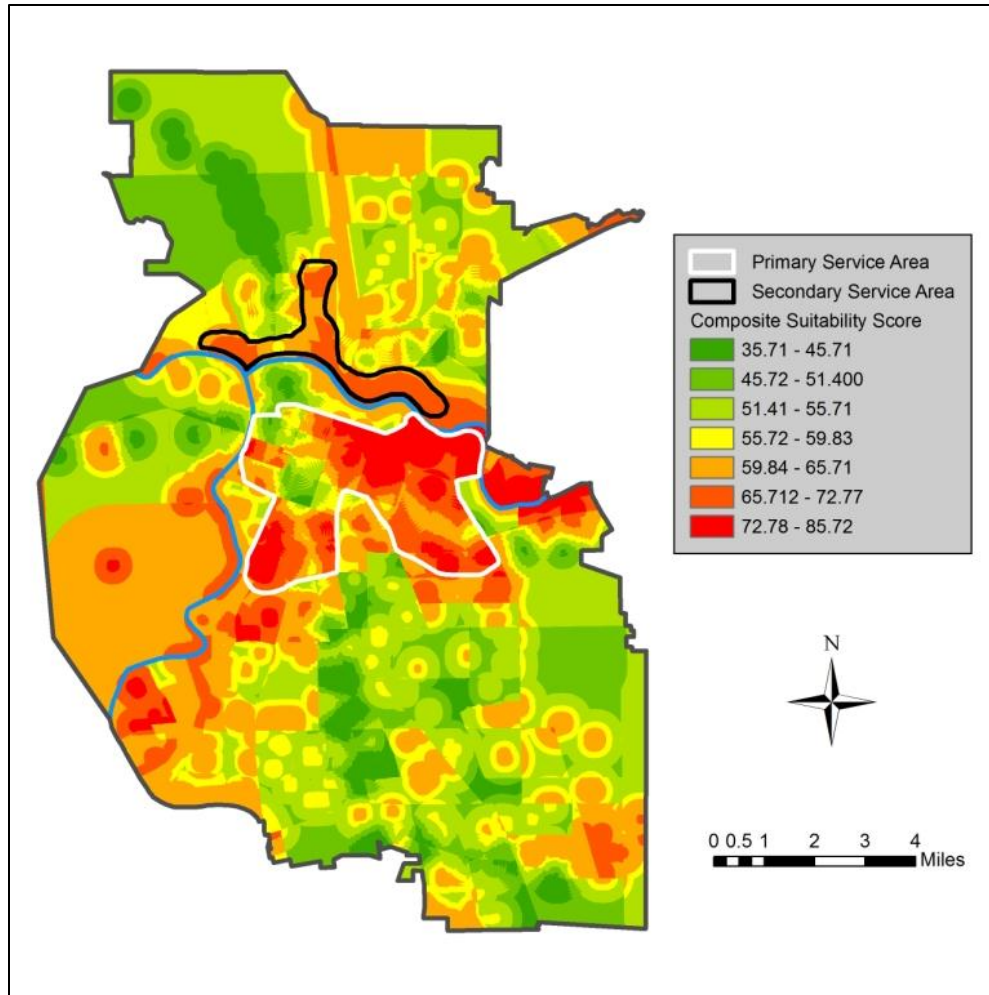 Primary Service Area
Secondary Service Area
Composite Suitability Score
35.71 - 45.71
45.72 - 51.400
51.41 - 55.71
55.72 - 59.83
59.84 - 65.71
65.712 - 72.77
72.78 - 85.72
N
0 0.5 1 2 3 4
Miles